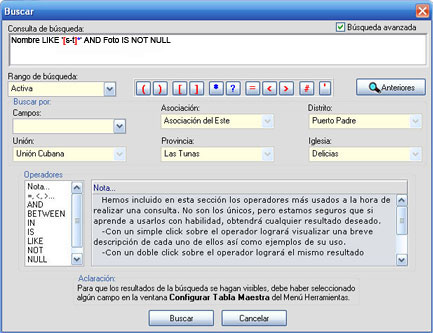 Buscar
Consulta de búsqueda:
Búsqueda avanzada
Nombre LIKE '[s-t]*' AND Foto IS NOT NULL
Rango de búsqueda:
Activa
( ) [ ] * ? = < > # '
Anteriores
Buscar por:
Campos:
Asociación:
Asociación del Este
Distrito:
Puerto Padre
Unión:
Unión Cubana
Provincia:
Las Tunas
Iglesia:
Delicias
Operadores
Nota...
=, <, >...
AND
BETWEEN
IN
IS
LIKE
NOT
NULL
Nota...
Hemos incluido en esta sección los operadores más usados a la hora de
realizar una consulta. No son los únicos, pero estamos seguros que si
aprende a usarlos con habilidad, obtendrá cualquier resultado deseado.
-Con un simple click sobre el operador logrará visualizar una breve
descripción de cada uno de ellos así como ejemplos de su uso.
-Con un doble click sobre el operador logrará el mismo resultado
Aclaración:
Para que los resultados de la búsqueda se hagan visibles, debe haber seleccionado
algún campo en la ventana Configurar Tabla Maestra del Menú Herramientas.
Buscar
Cancelar